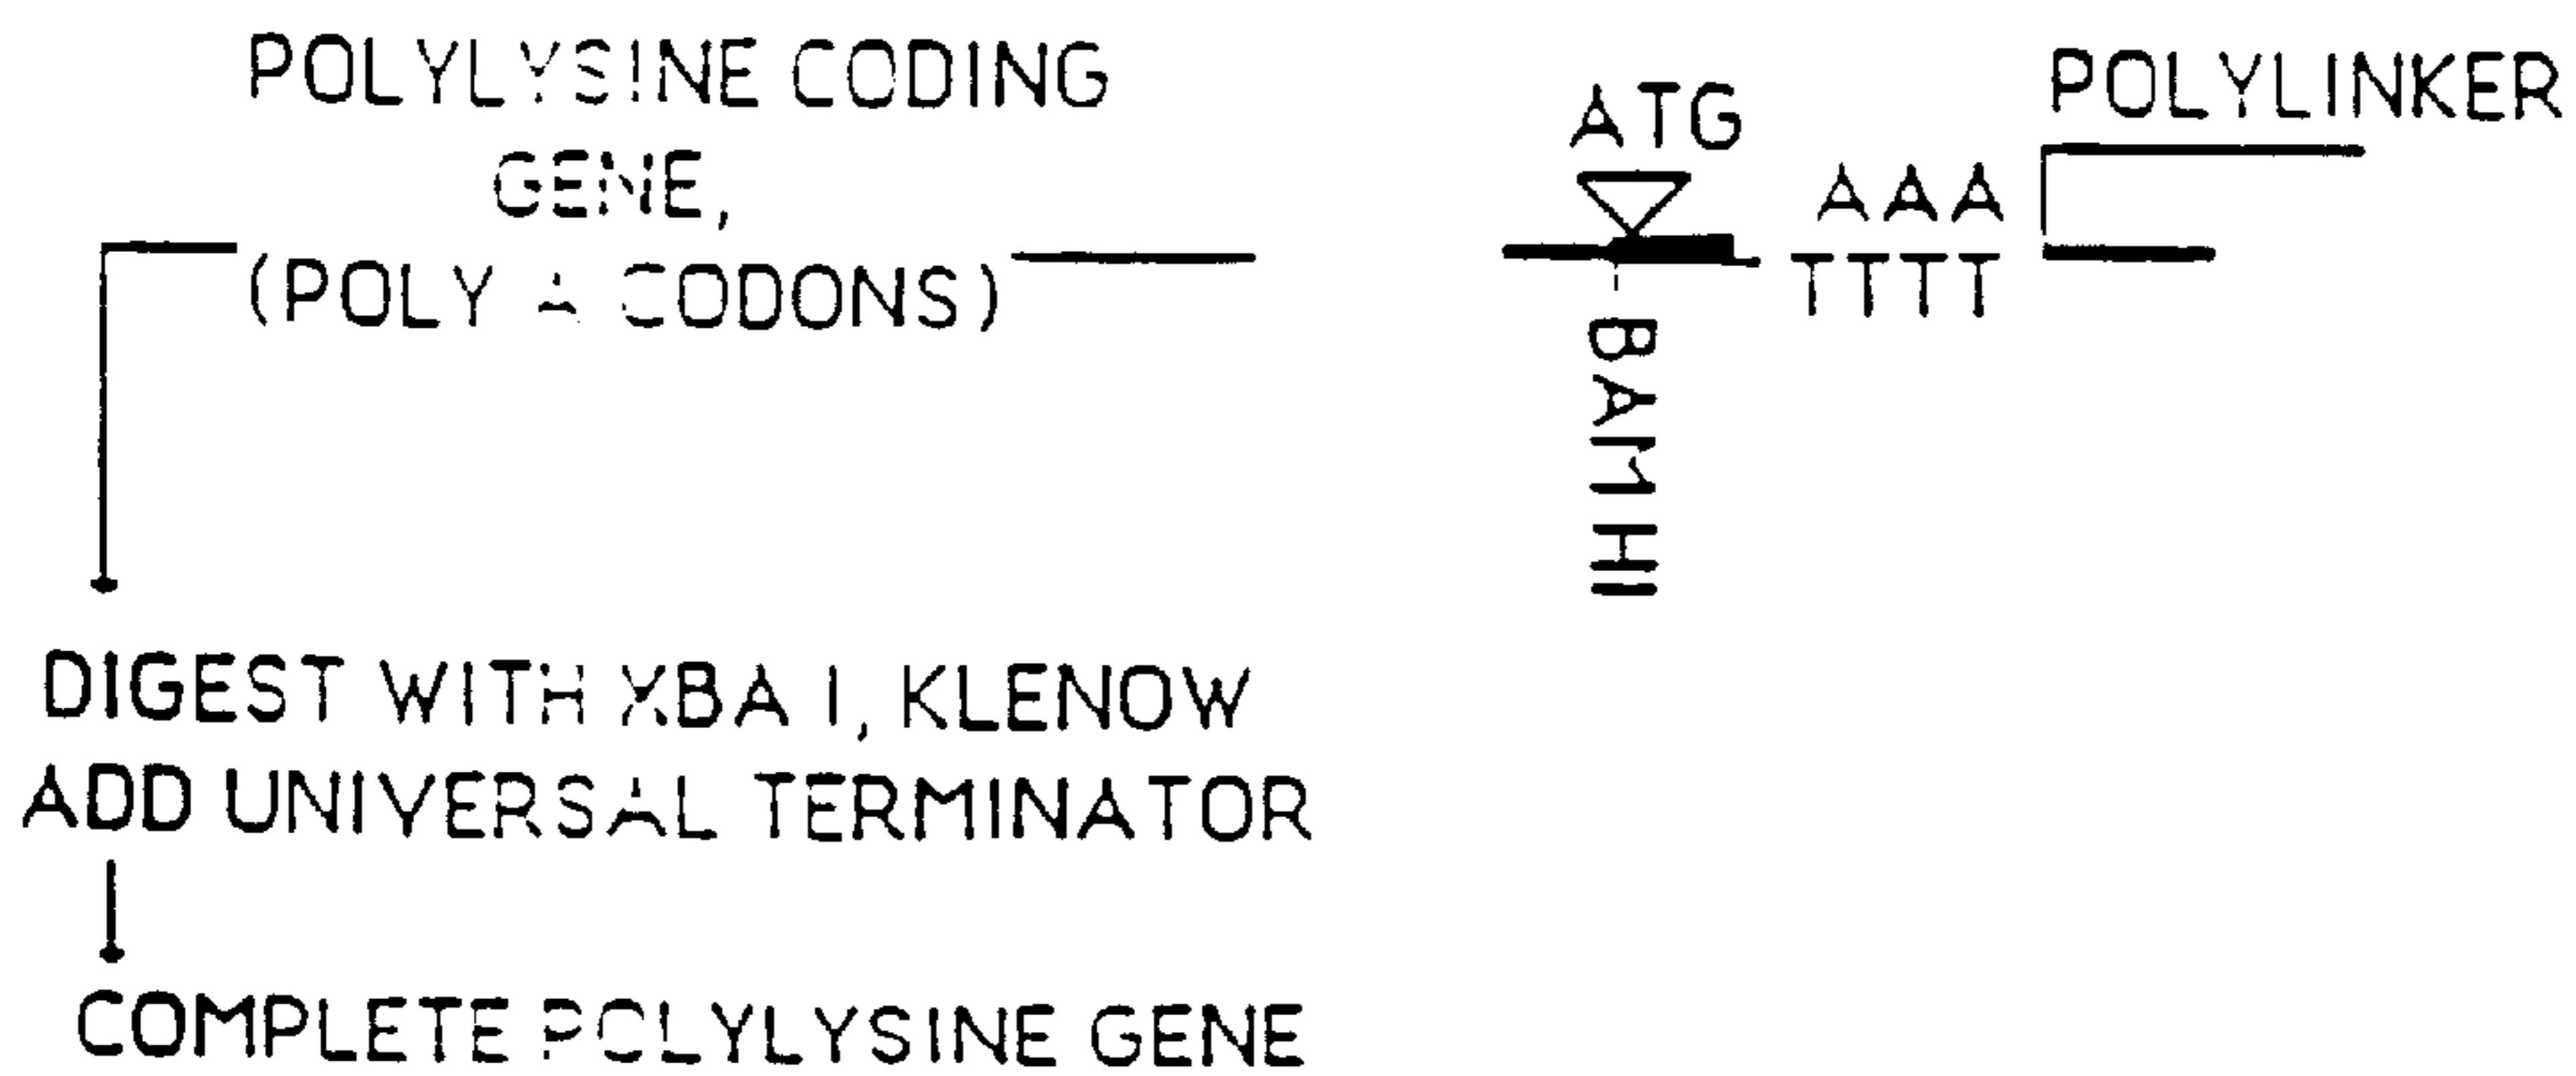 POLYLYSINE CODING
GENE,
(POLY A CODONS)
ATG
AAA
TTTT
POLYLINKER
BAMHI
DIGEST WITH XBA I, KLENOW
ADD UNIVERSAL TERMINATOR
COMPLETE POLYLYSINE GENE